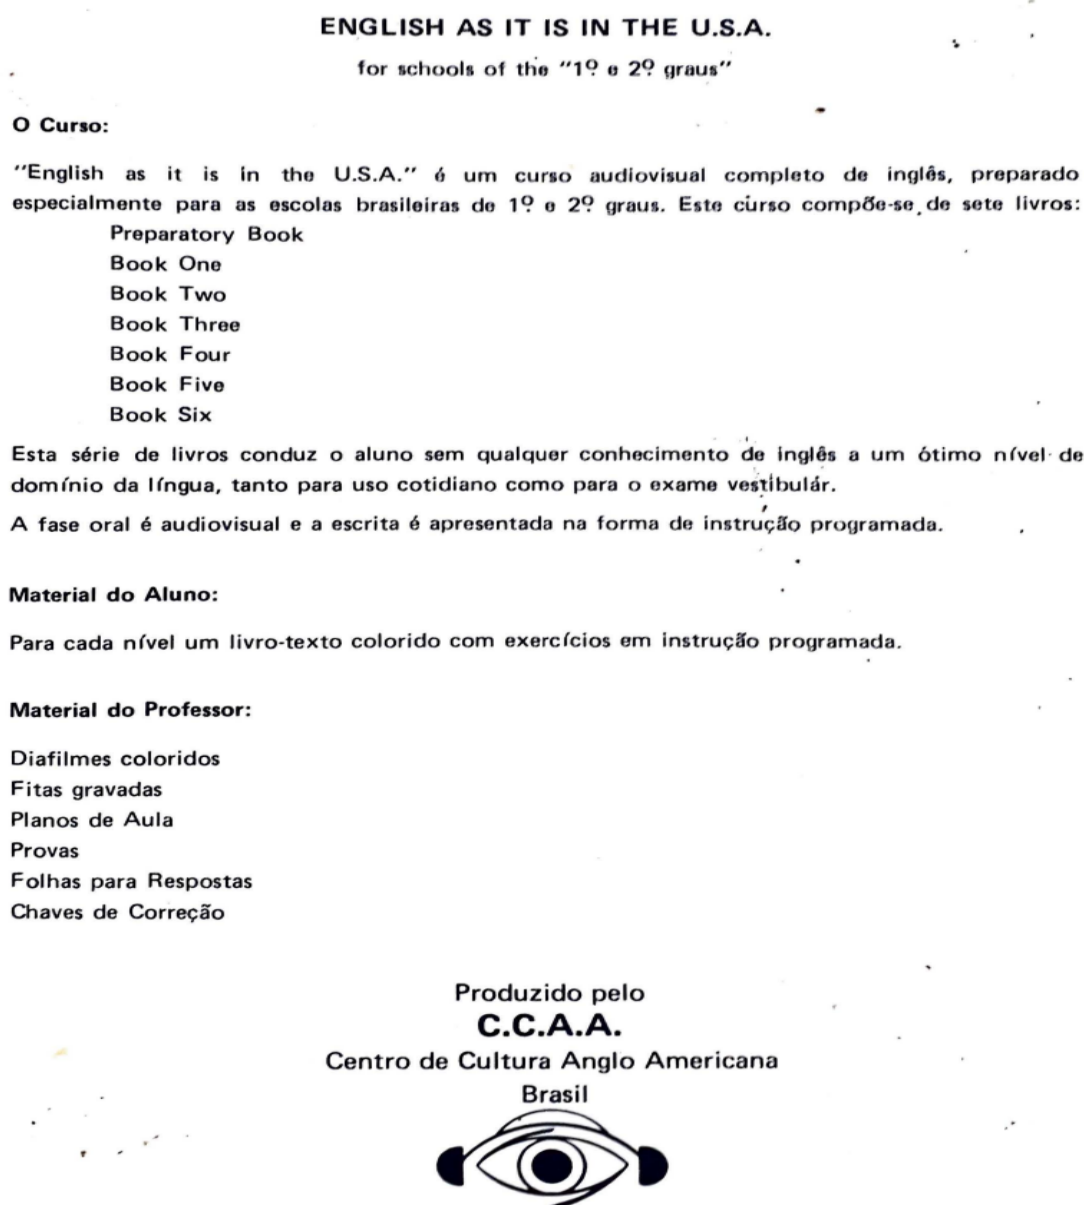 ENGLISH AS IT IS IN THE U.S.A.
for schools of the "1º e 2º graus"
O Curso:
"English as it is in the U.S.A." é um curso audiovisual completo de inglês, preparado
especialmente para as escolas brasileiras de 1º e 2º graus. Este curso compõe-se de sete livros:
Preparatory Book
Book One
Book Two
Book Three
Book Four
Book Five
Book Six
Esta série de livros conduz o aluno sem qualquer conhecimento de inglês a um ótimo nível de
domínio da língua, tanto para uso cotidiano como para o exame vestibular.
A fase oral é audiovisual e a escrita é apresentada na forma de instrução programada.
Material do Aluno:
Para cada nível um livro-texto colorido com exercícios em instrução programada.
Material do Professor:
Diafilmes coloridos
Fitas gravadas
Planos de Aula
Provas
Folhas para Respostas
Chaves de Correção
Produzido pelo
C.C.A.A.
Centro de Cultura Anglo Americana
Brasil